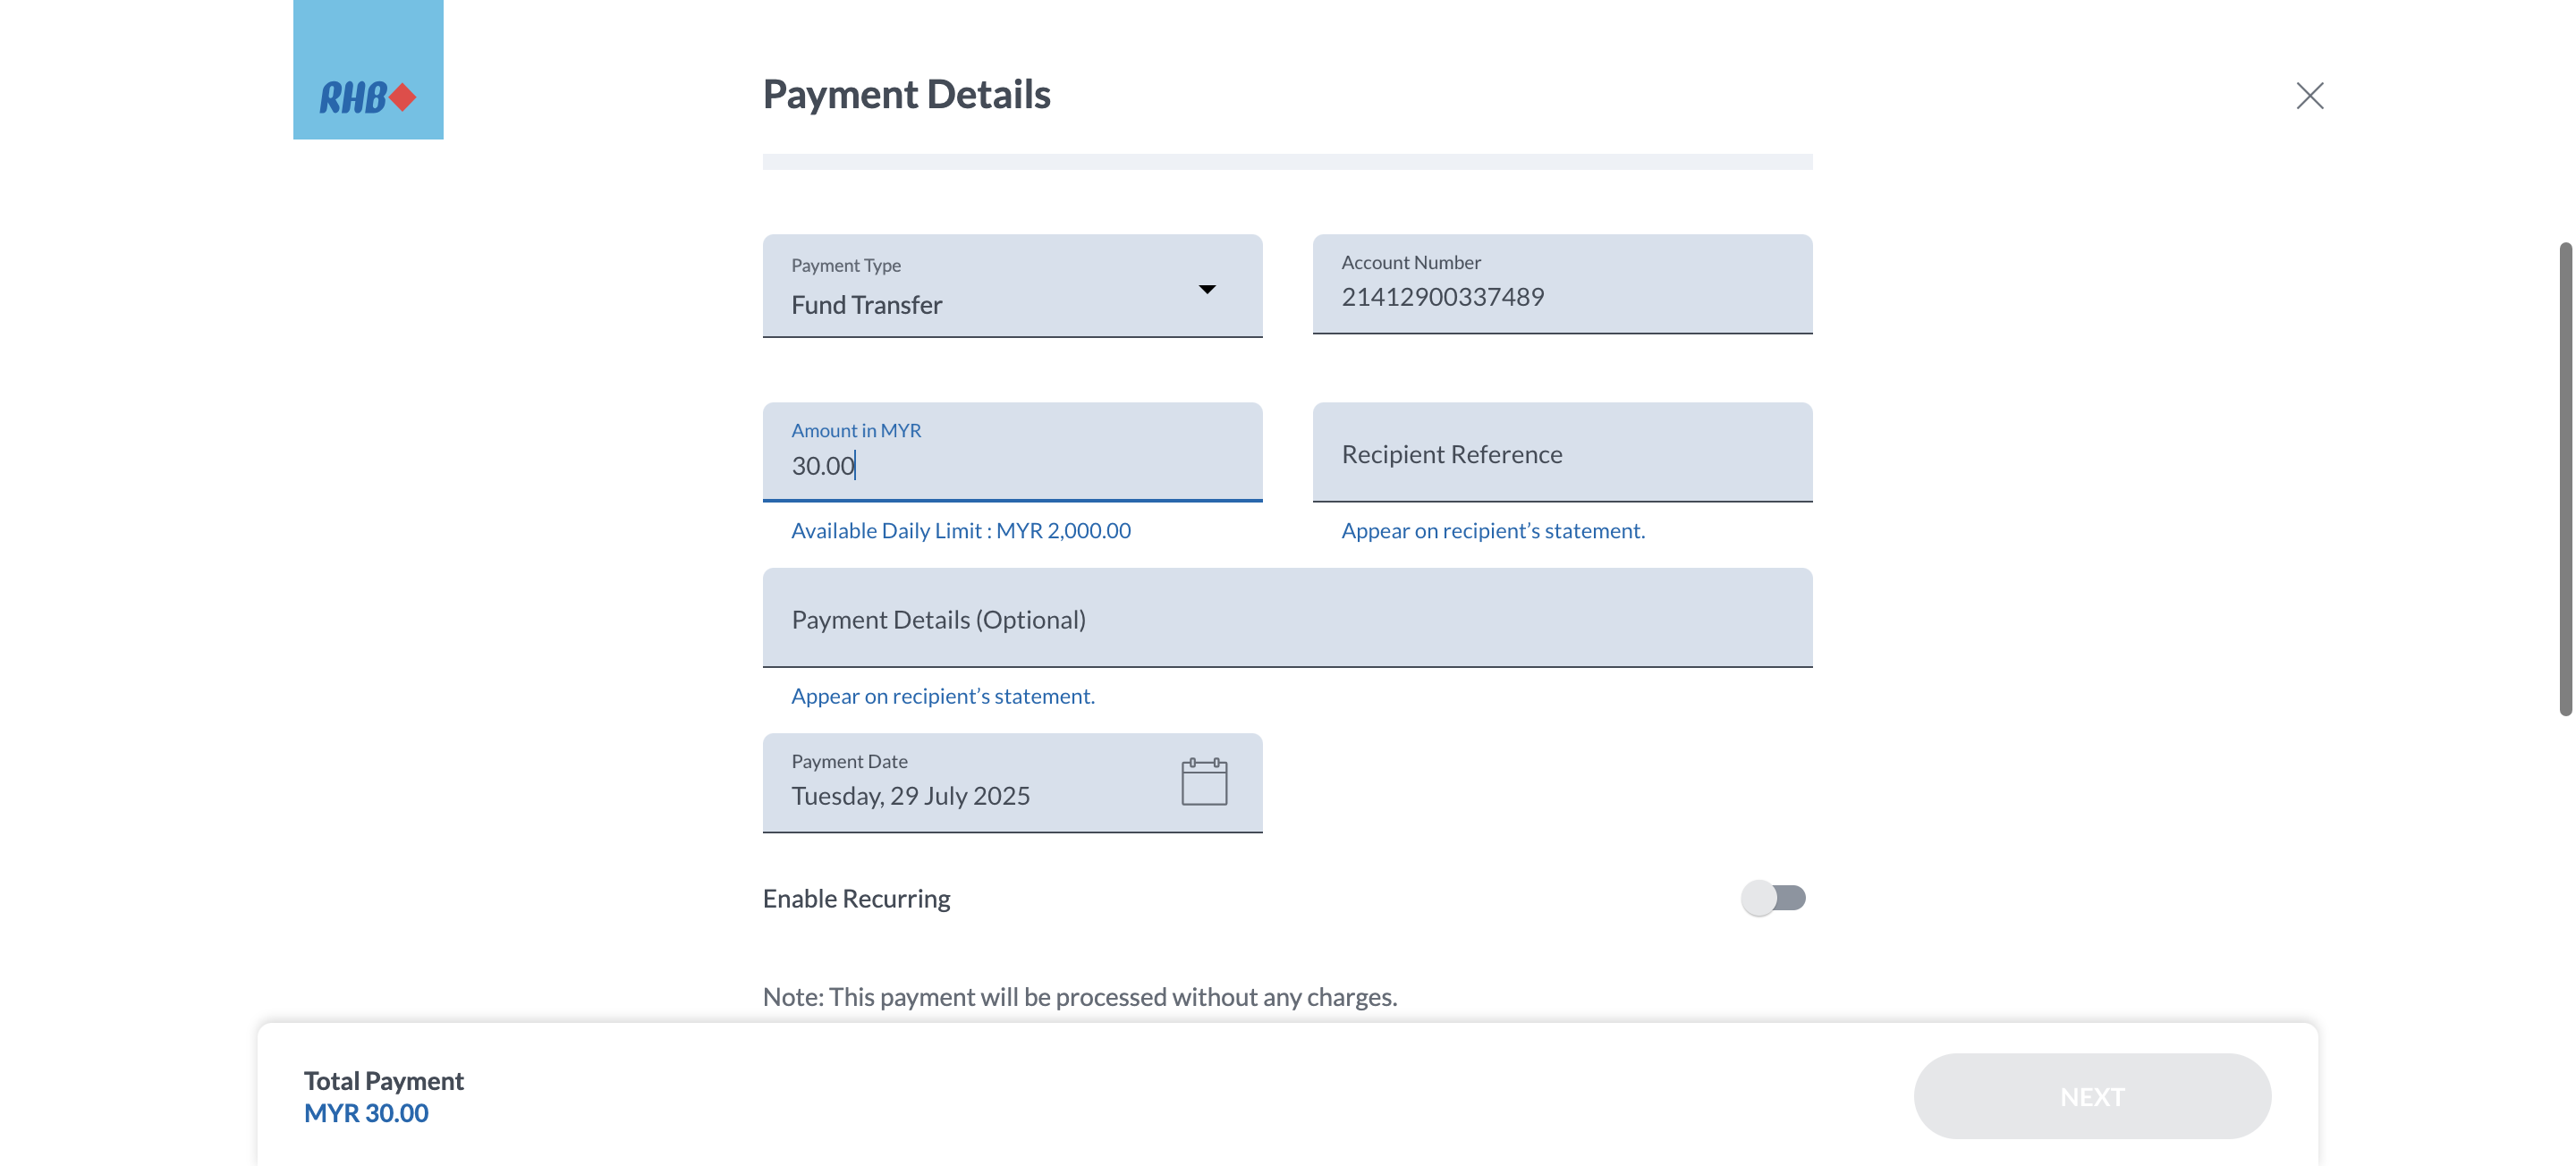 RHB
Payment Details
Payment Type
Fund Transfer
Account Number
21412900337489
Amount in MYR
30.00
Recipient Reference
Available Daily Limit : MYR 2,000.00
Appear on recipient’s statement.
Payment Details (Optional)
Appear on recipient’s statement.
Payment Date
Tuesday, 29 July 2025
Enable Recurring
Note: This payment will be processed without any charges.
Total Payment
MYR 30.00
NEXT